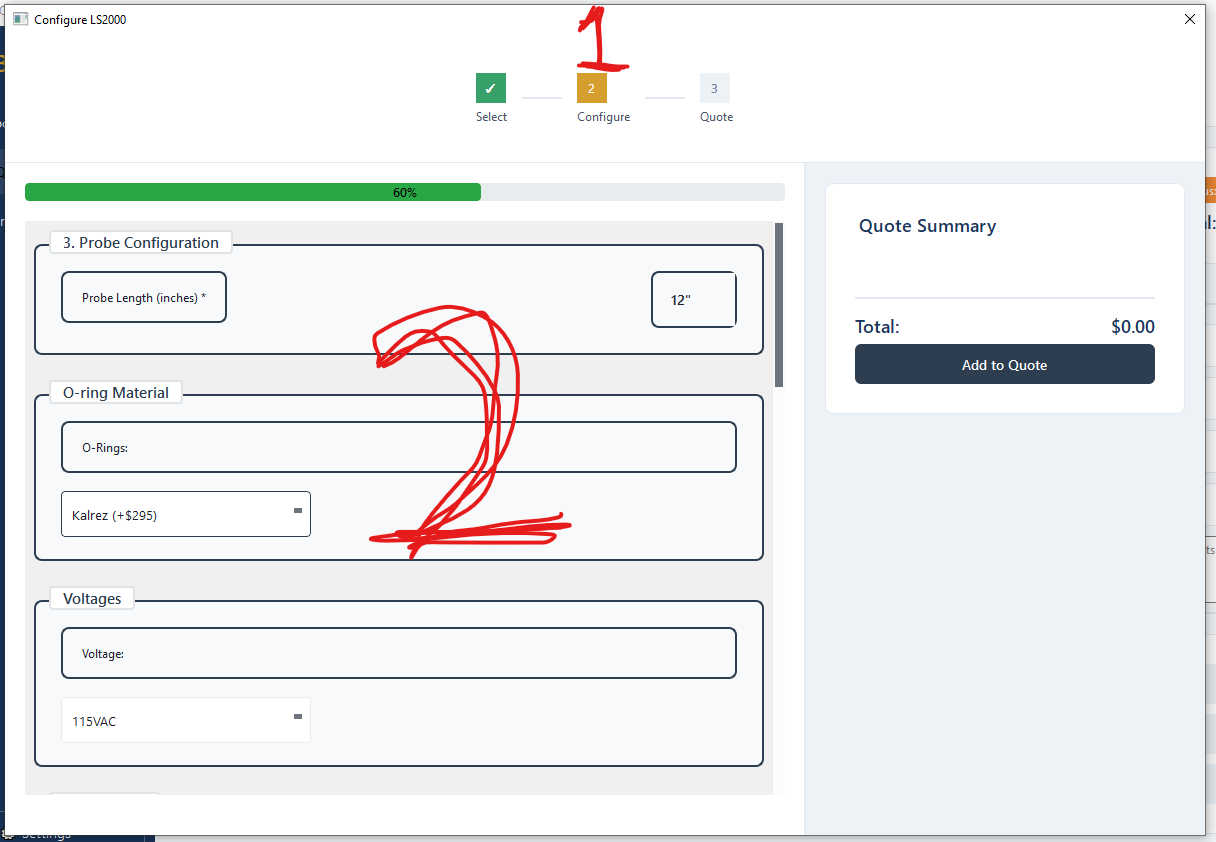 Configure LS2000
1
✓ 2 3
Select Configure Quote
60%
3. Probe Configuration
Probe Length (inches) *
12"
2
O-ring Material
O-Rings:
Kalrez (+$295)
Voltages
Voltage:
115VAC
Quote Summary
Total: $0.00
Add to Quote
Settings